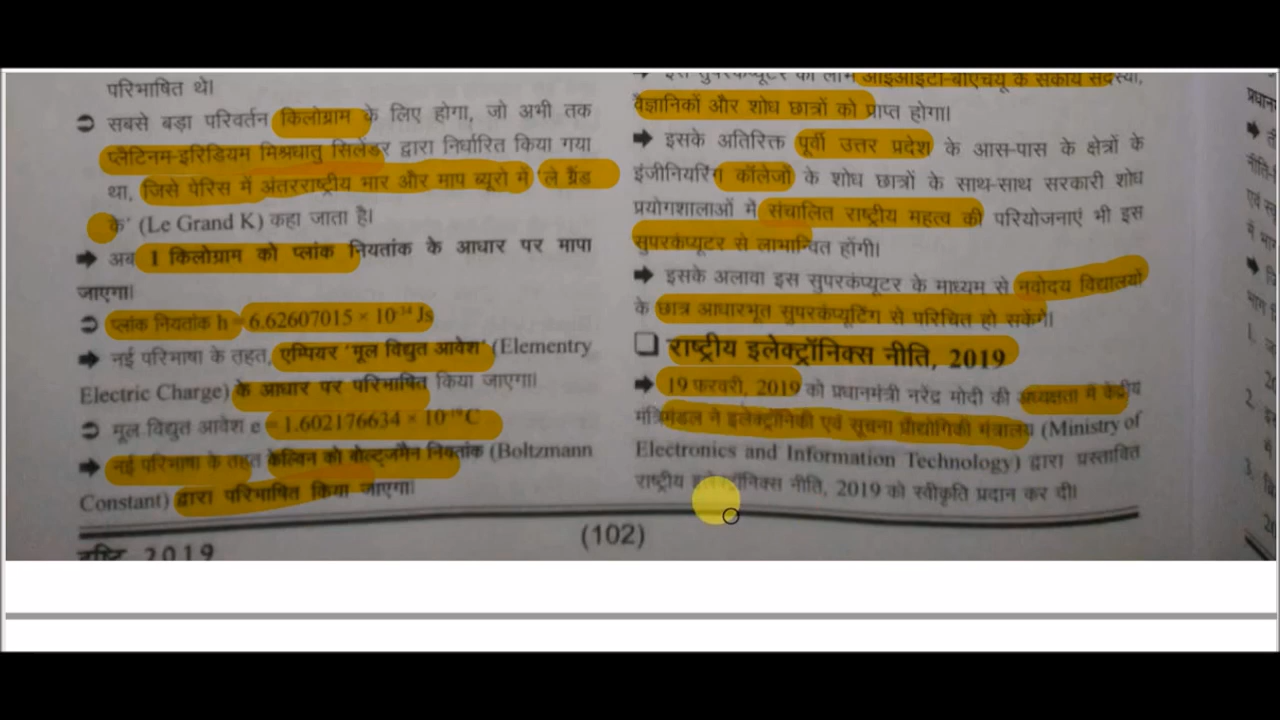 परिभाषित थे।
➲ सबसे बड़ा परिवर्तन किलोग्राम के लिए होगा, जो अभी तक
प्लैटिनम-इरिडियम मिश्रधातु सिलेंडर द्वारा निर्धारित किया गया
था, जिसे पेरिस में अंतरराष्ट्रीय भार और माप ब्यूरो में 'ले ग्रैंड
के' (Le Grand K) कहा जाता है।
➡ अब 1 किलोग्राम को प्लांक नियतांक के आधार पर मापा
जाएगा।
➲ प्लांक नियतांक h = 6.62607015 × 10⁻³⁴ Js
➡ नई परिभाषा के तहत, एम्पियर 'मूल विद्युत आवेश' (Elementry
Electric Charge) के आधार पर परिभाषित किया जाएगा।
➲ मूल विद्युत आवेश e = 1.602176634 × 10⁻¹⁹C
➡ नई परिभाषा के तहत केल्विन को बोल्ट्जमैन नियतांक (Boltzmann
Constant) द्वारा परिभाषित किया जाएगा।
दृष्टि 2019
➡ इस सुपरकंप्यूटर का लाभ आइआइटी-बीएचयू के संकाय सदस्यों,
वैज्ञानिकों और शोध छात्रों को प्राप्त होगा।
➡ इसके अतिरिक्त पूर्वी उत्तर प्रदेश के आस-पास के क्षेत्रों के
इंजीनियरिंग कॉलेजों के शोध छात्रों के साथ-साथ सरकारी शोध
प्रयोगशालाओं में संचालित राष्ट्रीय महत्व की परियोजनाएं भी इस
सुपरकंप्यूटर से लाभान्वित होंगी।
➡ इसके अलावा इस सुपरकंप्यूटर के माध्यम से नवोदय विद्यालयों
के छात्र आधारभूत सुपरकंप्यूटिंग से परिचित हो सकेंगे।
❑ राष्ट्रीय इलेक्ट्रॉनिक्स नीति, 2019
➡ 19 फरवरी, 2019 को प्रधानमंत्री नरेंद्र मोदी की अध्यक्षता में केंद्रीय
मंत्रिमंडल ने इलेक्ट्रॉनिकी एवं सूचना प्रौद्योगिकी मंत्रालय (Ministry of
Electronics and Information Technology) द्वारा प्रस्तावित
राष्ट्रीय इलेक्ट्रॉनिक्स नीति, 2019 को स्वीकृति प्रदान कर दी।
(102)